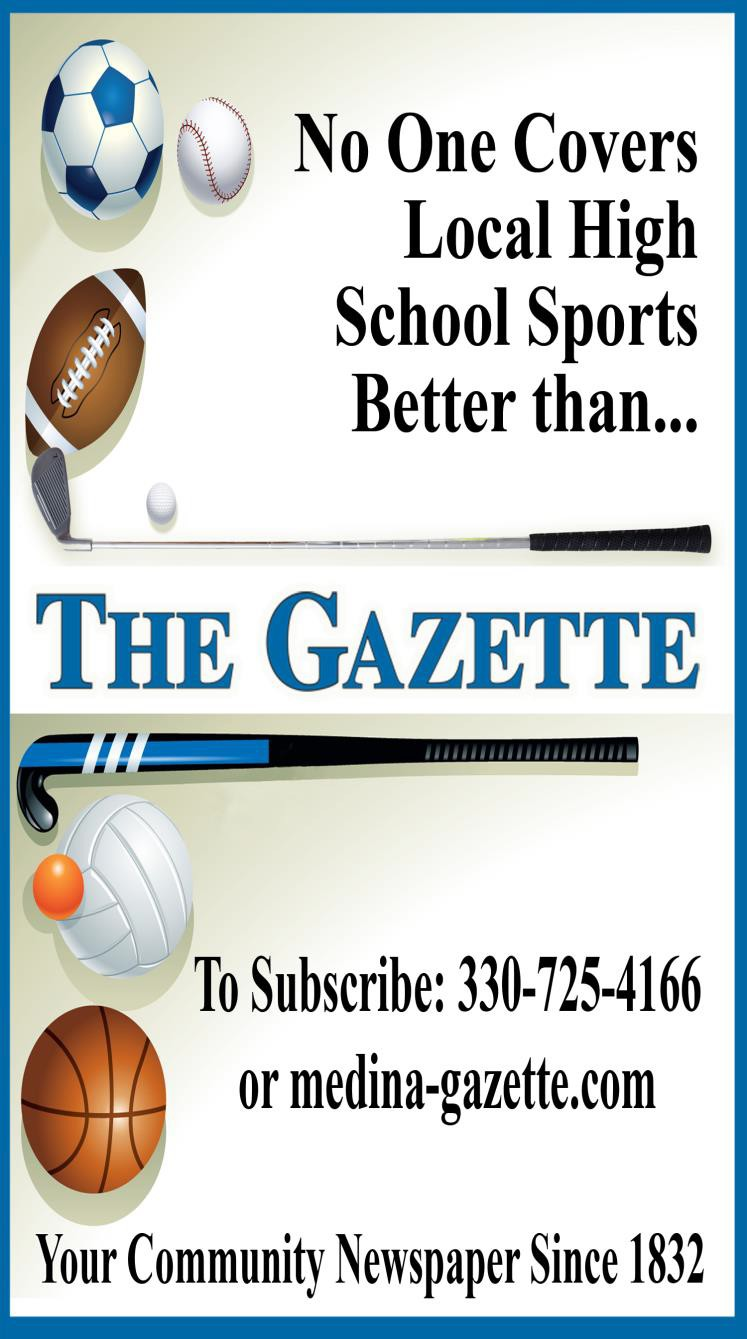 No One Covers
Local High
School Sports
Better than...
THE GAZETTE
To Subscribe: 330-725-4166
or medina-gazette.com
Your Community Newspaper Since 1832